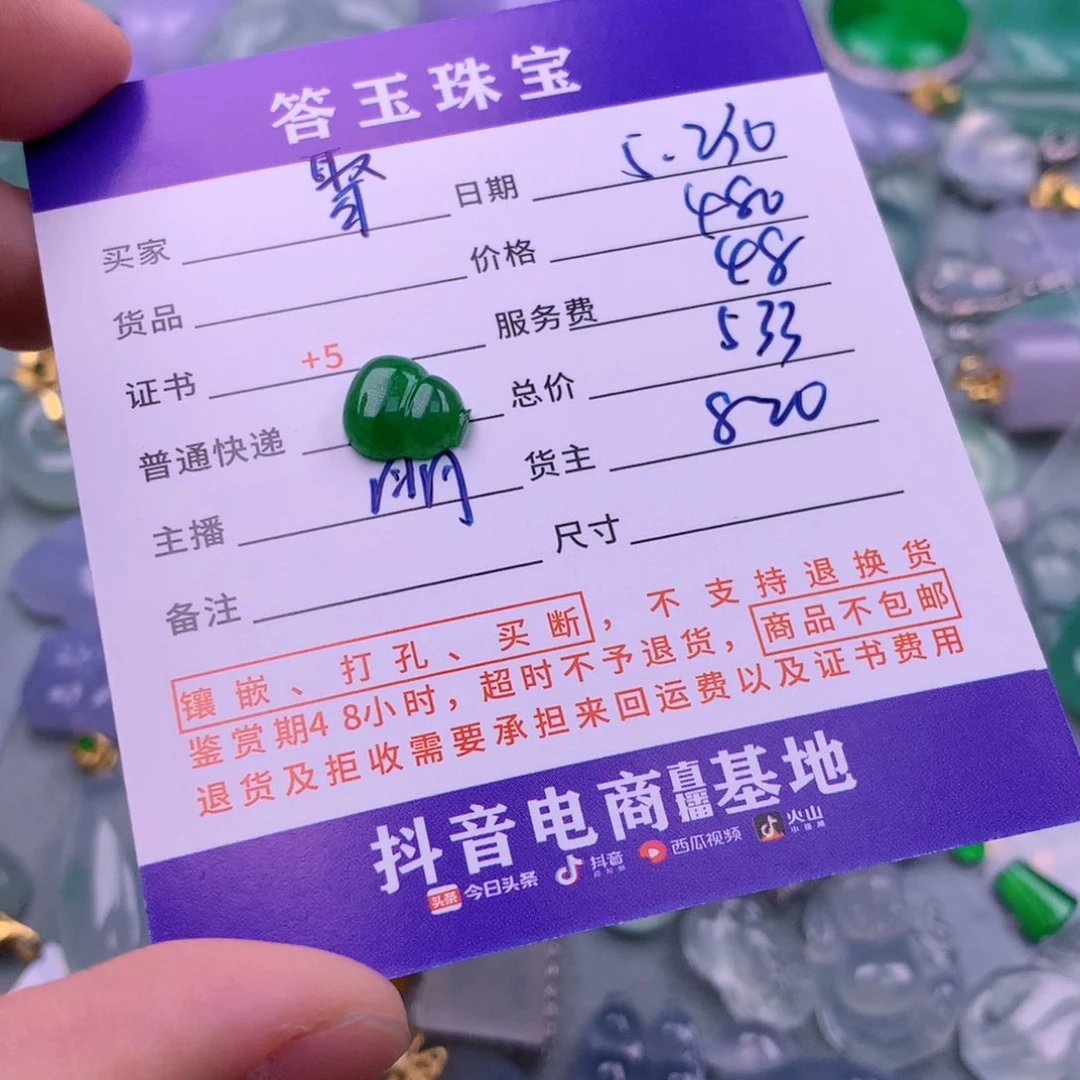 答玉珠宝
买家 聚 日期 5.250
货品 价格 480
证书 +5 服务费 48
普通快递 总价 533
主播 明 货主 820
备注 尺寸
镶嵌、打孔、买断，不支持退换货
鉴赏期48小时，超时不予退货，商品不包邮
退货及拒收需要承担来回运费以及证书费用
抖音电商直播基地
头条 今日头条 抖音 西瓜视频 火山